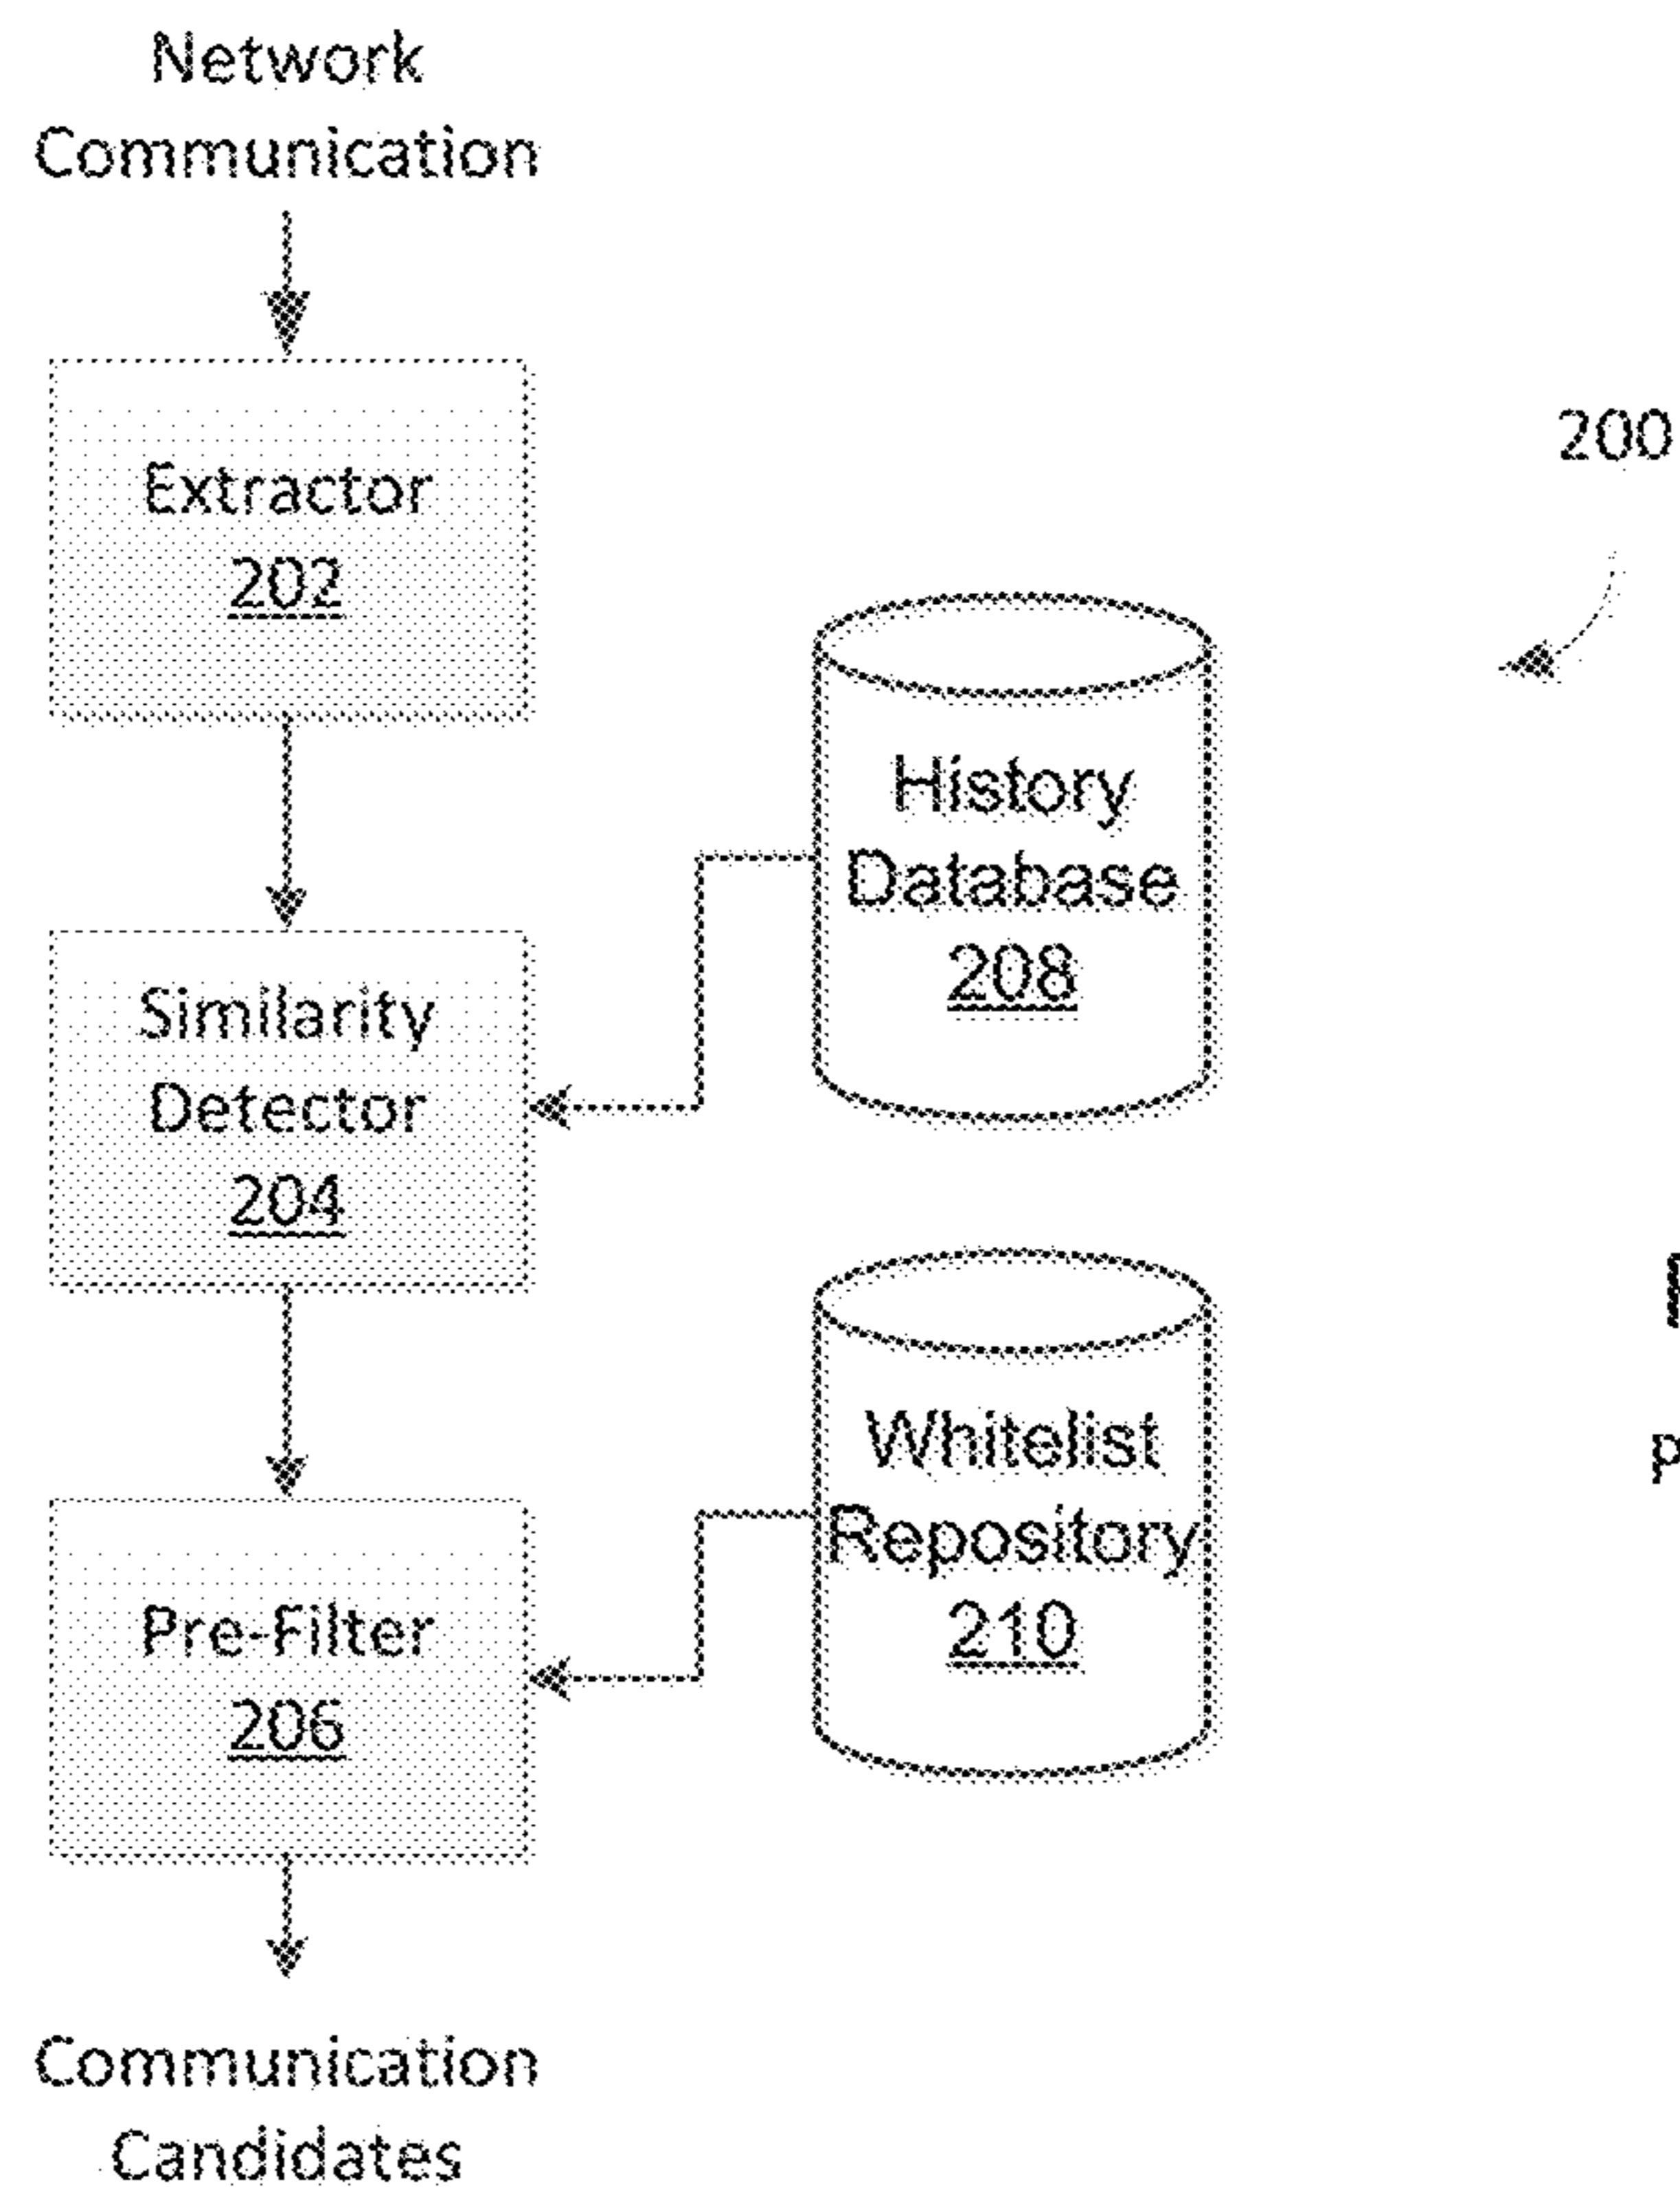 Network
Communication
Extractor
202
200
History
Database
208
Similarity
Detector
204
Whitelist
Repository
210
Pre-Filter
206
Communication
Candidates